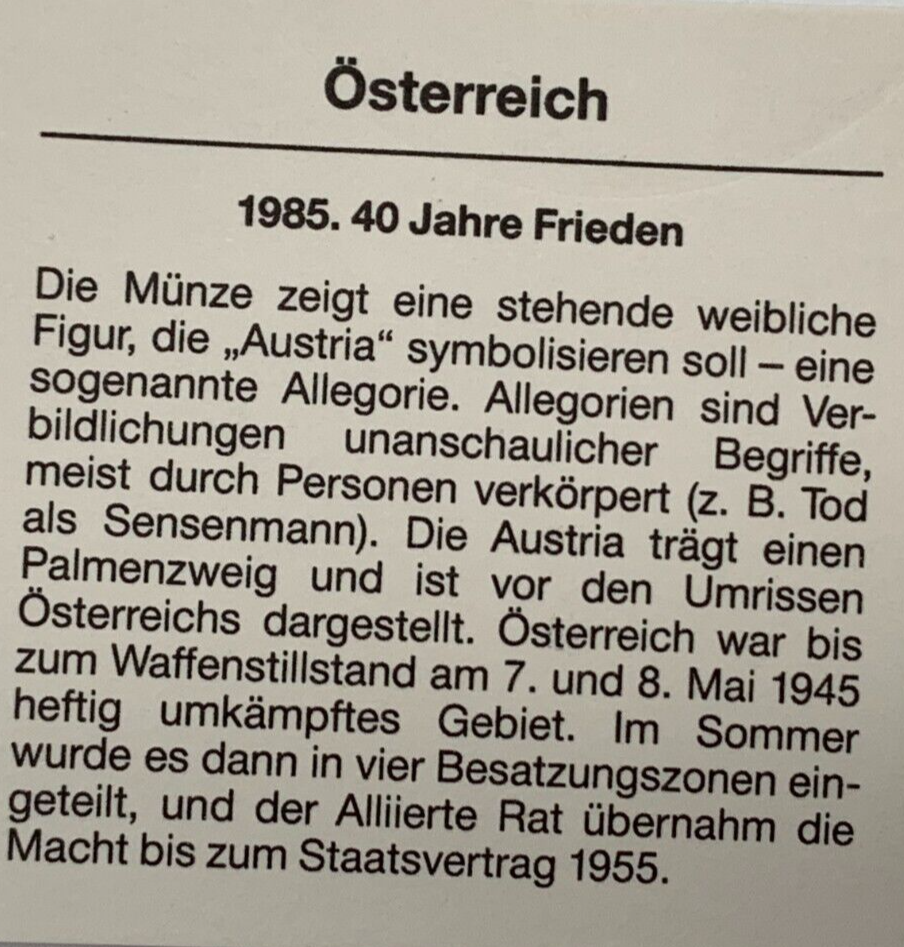 Österreich
1985. 40 Jahre Frieden
Die Münze zeigt eine stehende weibliche
Figur, die „Austria“ symbolisieren soll – eine
sogenannte Allegorie. Allegorien sind Ver-
bildlichungen unanschaulicher Begriffe,
meist durch Personen verkörpert (z. B. Tod
als Sensenmann). Die Austria trägt einen
Palmenzweig und ist vor den Umrissen
Österreichs dargestellt. Österreich war bis
zum Waffenstillstand am 7. und 8. Mai 1945
heftig umkämpftes Gebiet. Im Sommer
wurde es dann in vier Besatzungszonen ein-
geteilt, und der Alliierte Rat übernahm die
Macht bis zum Staatsvertrag 1955.